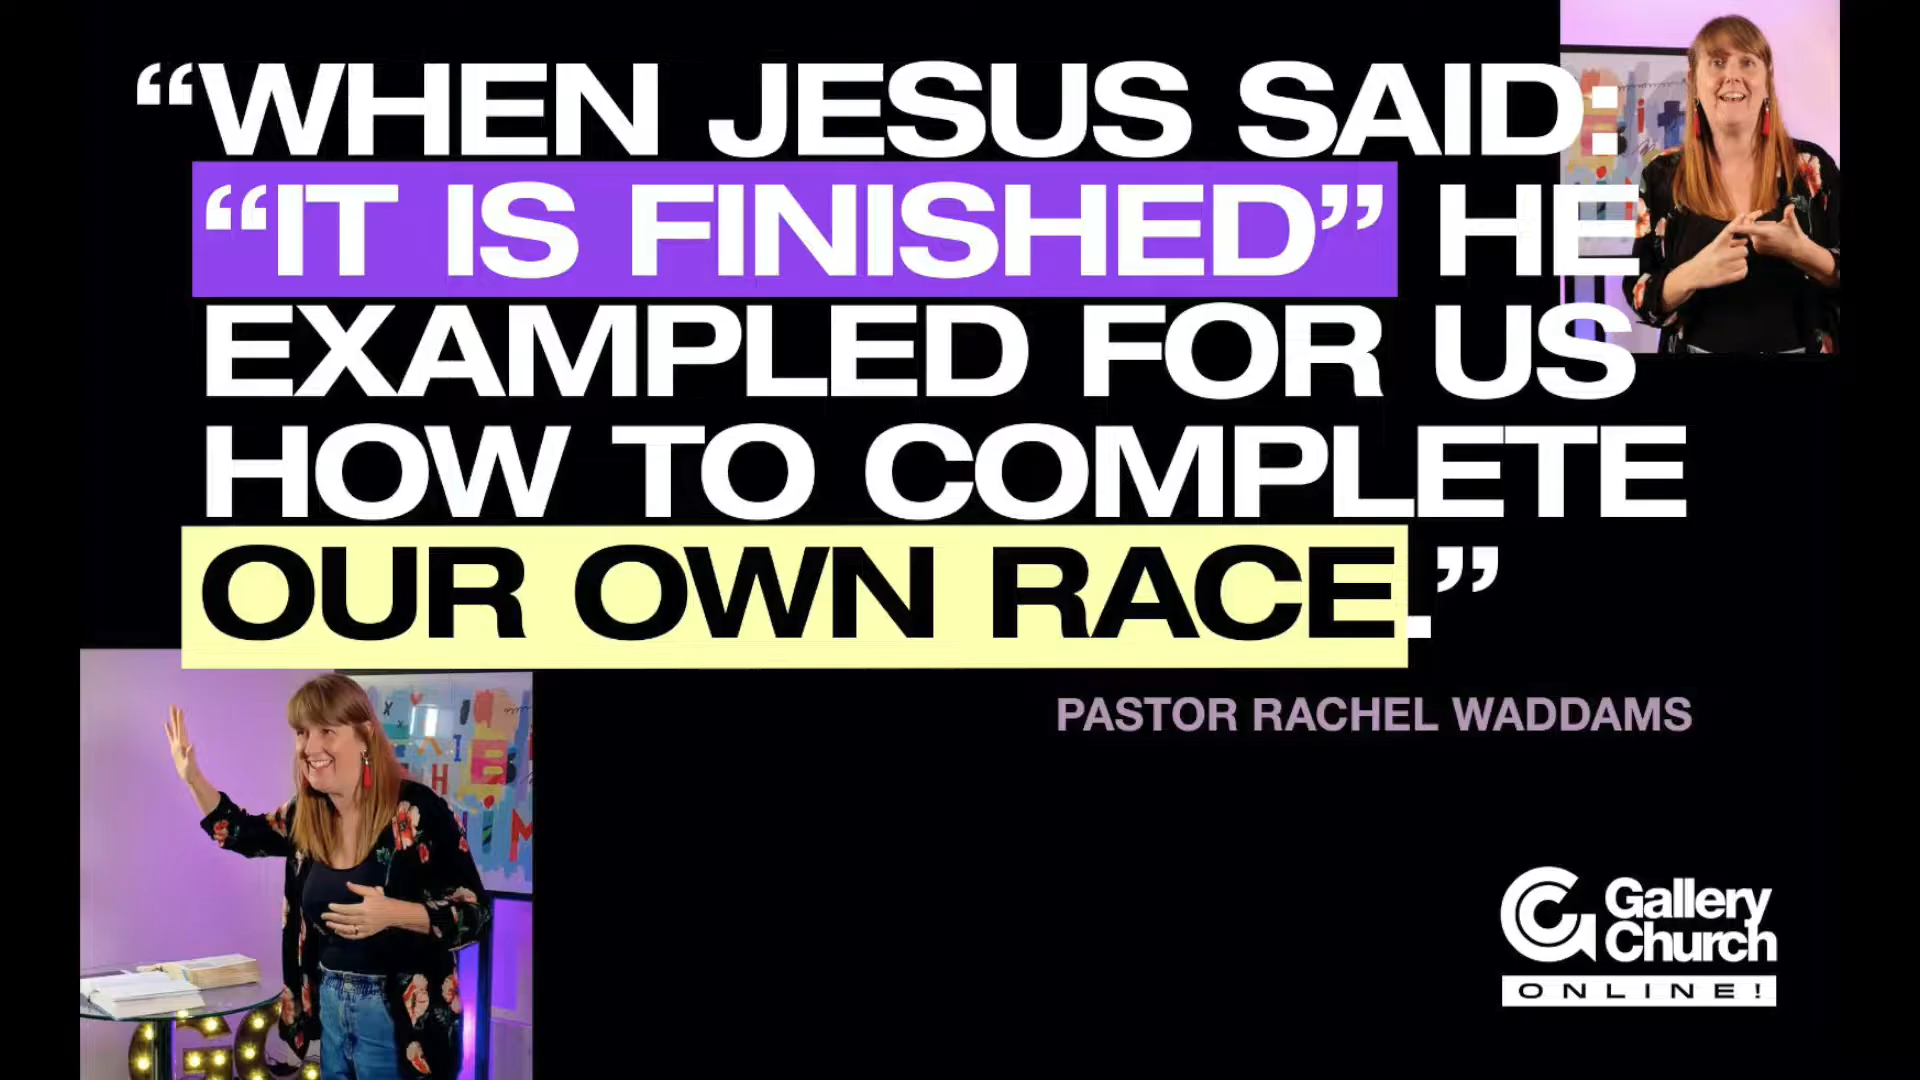 “WHEN JESUS SAID:
“IT IS FINISHED” HE
EXAMPLED FOR US
HOW TO COMPLETE
OUR OWN RACE.”
PASTOR RACHEL WADDAMS
Gallery
Church
ONLINE!
GC